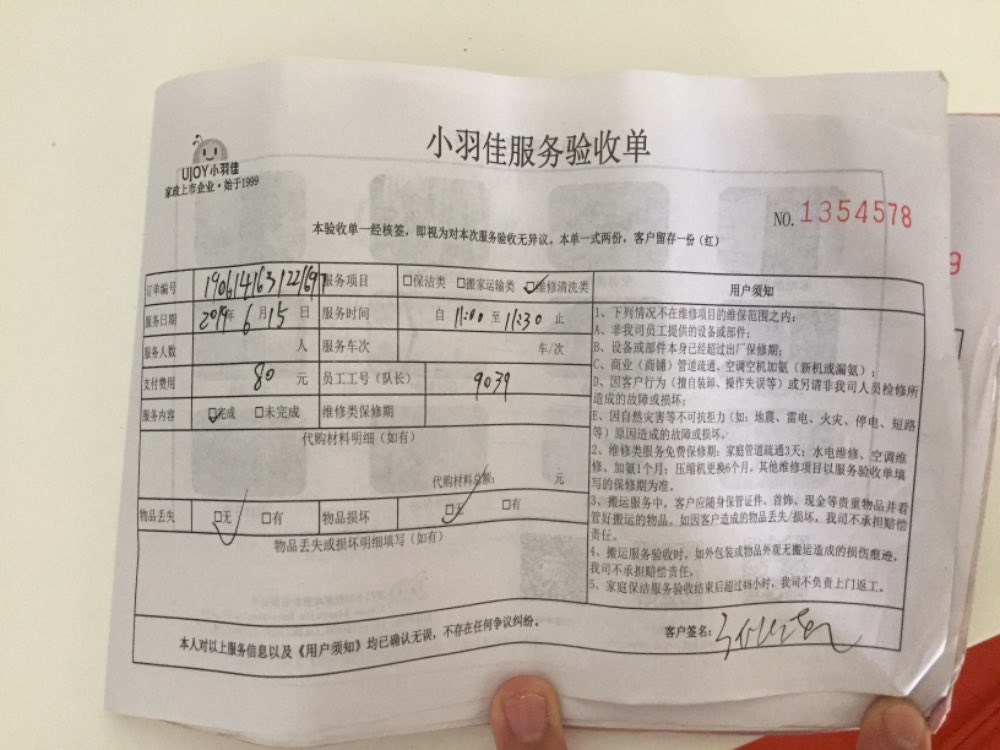 UJOY小羽佳
家政上市企业·始于1999
小羽佳服务验收单
NO. 1354578
本验收单一经核签，即视为对本次服务验收无异议。本单一式两份，客户留存一份（红）
订单编号 服务项目 □保洁类 □搬家运输类 □维修清洗类
服务日期 2019年 6月15日 服务时间 自 11:00 至 11:30 止
服务人数 人 服务车次 车/次
支付费用 80 元 员工工号（队长） 9039
服务内容 □完成 □未完成 维修类保修期
代购材料明细（如有）
代购材料总额： 元
物品丢失 □无 □有 物品损坏 □无 □有
物品丢失或损坏明细填写（如有）
用户须知
1、下列情况不在维修项目的维保范围之内：
A、非我司员工提供的设备或部件；
B、设备或部件本身已经超过出厂保修期；
C、商业（商铺）管道疏通、空调空机加氨（新机或漏氨）；
D、因客户行为（擅自装卸、操作失误等）或另请非我司人员检修所
造成的故障或损坏；
E、因自然灾害等不可抗拒力（如：地震、雷电、火灾、停电、短路
等）原因造成的故障或损坏。
2、维修类服务免费保修期：家庭管道疏通3天；水电维修、空调维
修、加氨1个月；压缩机更换6个月。其他维修项目以服务验收单填
写的保修期为准。
3、搬运服务中，客户应随身保管证件、首饰、现金等贵重物品并看
管好搬运的物品。如因客户造成的物品丢失/损坏，我司不承担赔偿
责任。
4、搬运服务验收时，如外包装或物品外观无搬运造成的损伤痕迹，
我司不承担赔偿责任。
5、家庭保洁服务验收结束后超过48小时，我司不负责上门返工。
本人对以上服务信息以及《用户须知》均已确认无误，不存在任何争议纠纷。
客户签名：
9